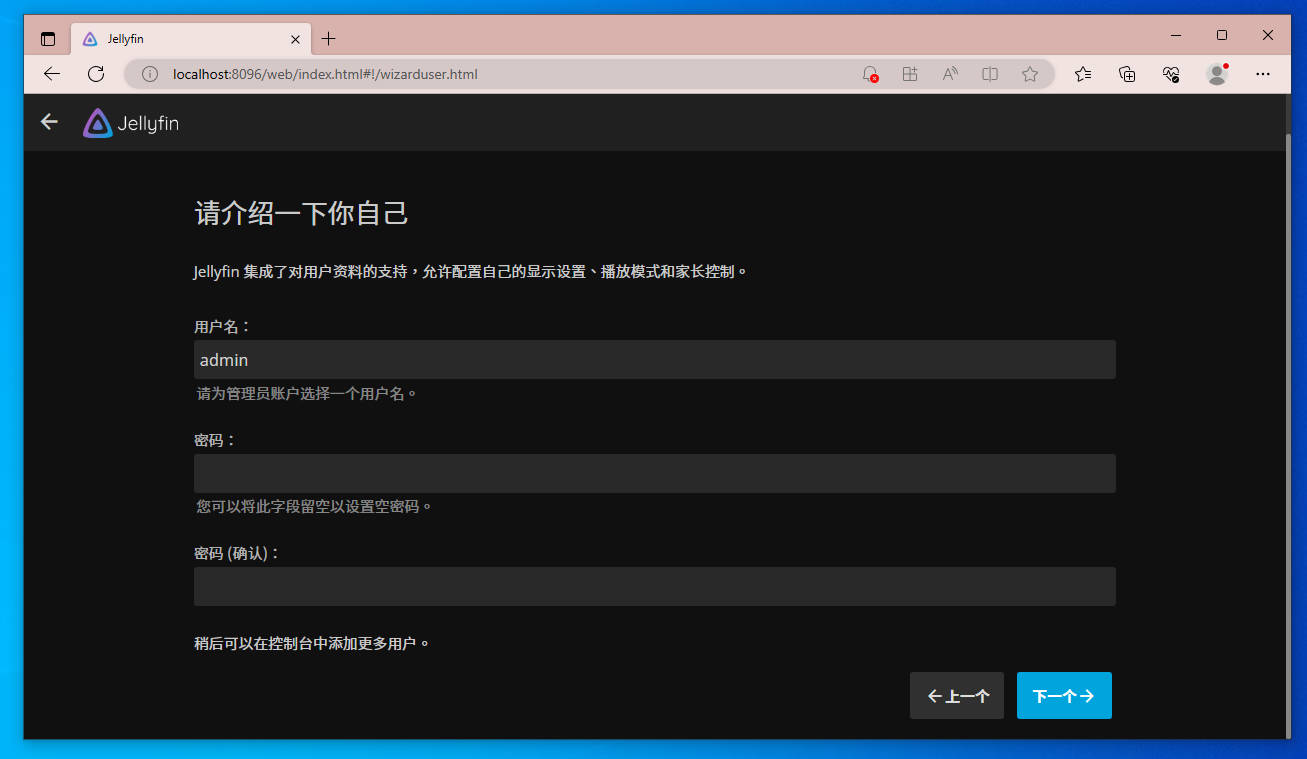 Jellyfin
localhost:8096/web/index.html#!/wizarduser.html
Jellyfin
请介绍一下你自己
Jellyfin 集成了对用户资料的支持，允许配置自己的显示设置、播放模式和家长控制。
用户名：
admin
请为管理员账户选择一个用户名。
密码：
您可以将此字段留空以设置空密码。
密码 (确认)：
稍后可以在控制台中添加更多用户。
←上一个 下一个→